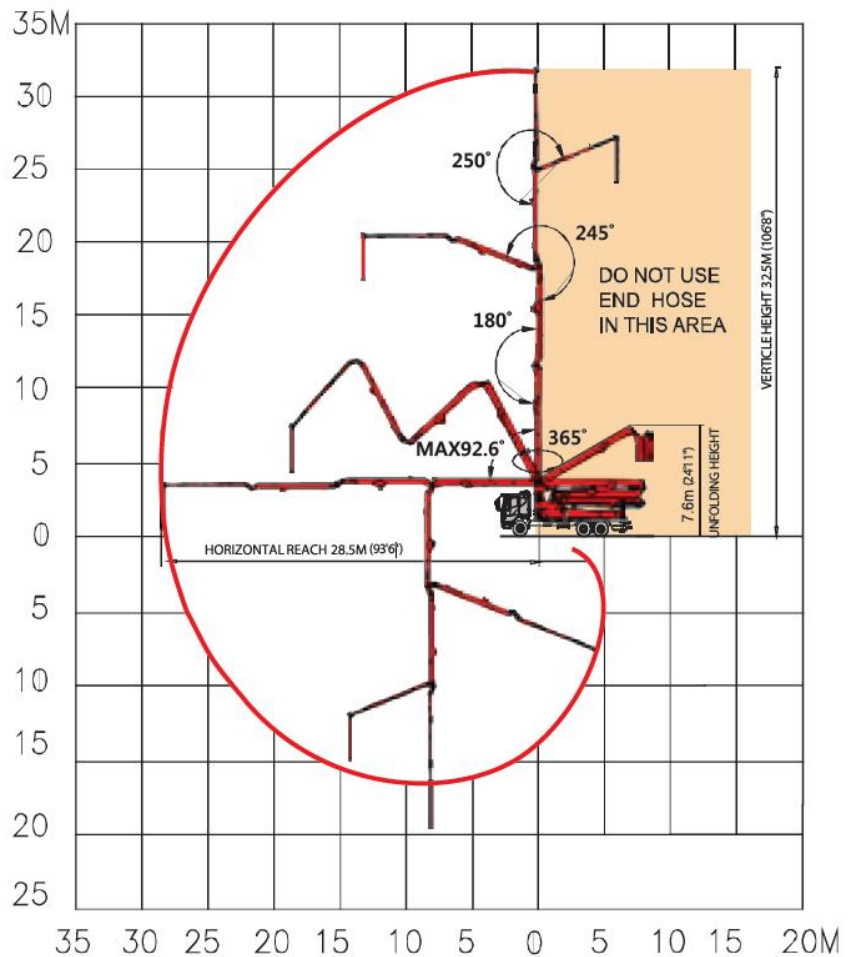 35M
30
25
20
15
10
5
0
5
10
15
20
25
35 30 25 20 15 10 5 0 5 10 15 20M
250°
245°
180°
MAX92.6°
365°
DO NOT USE
END HOSE
IN THIS AREA
VERTICLE HEIGHT 32.5M (106'8")
7.6m (24'11")
UNFOLDING HEIGHT
HORIZONTAL REACH 28.5M (93'6")